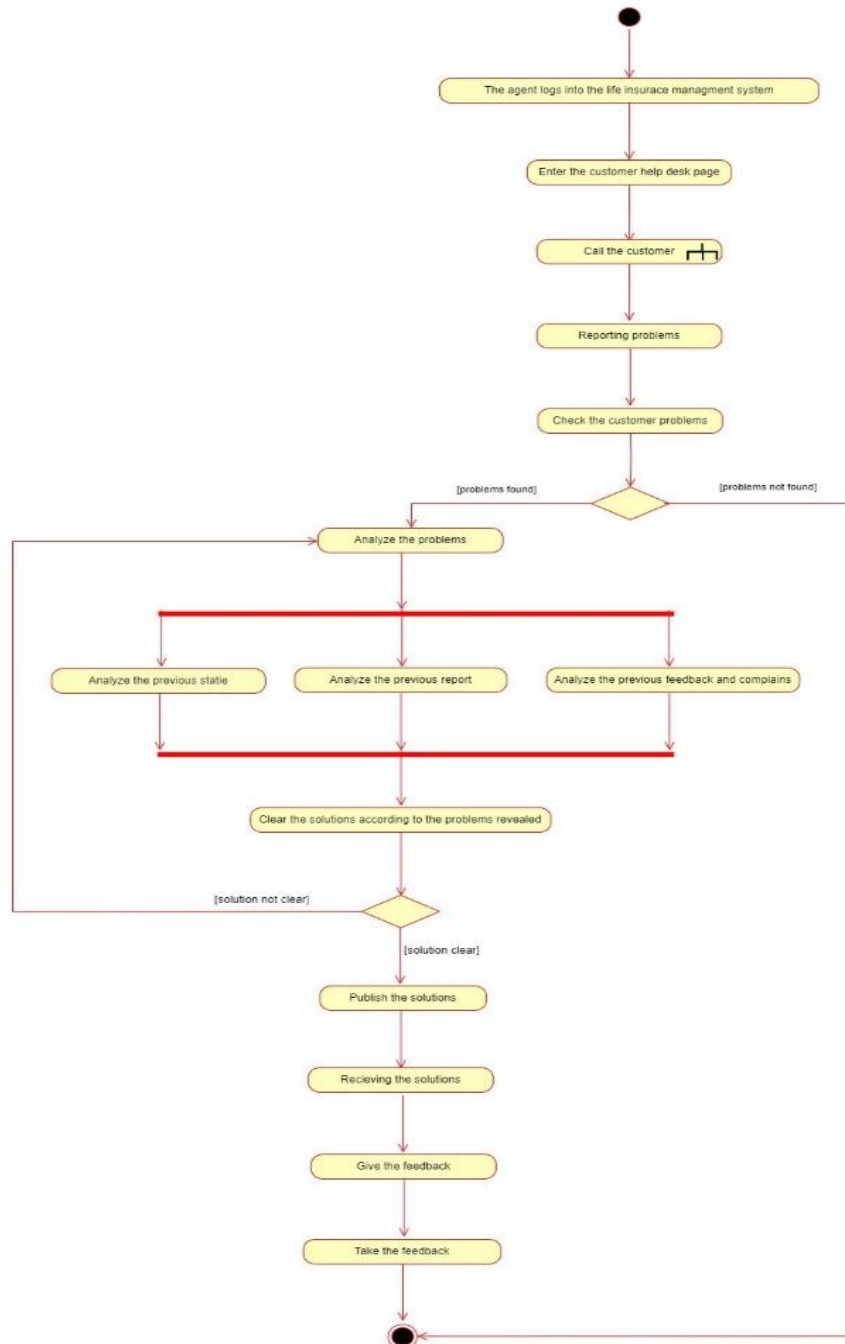 The agent logs into the life insurace managment system
Enter the customer help desk page
Call the customer
Reporting problems
Check the customer problems
[problems found]
[problems not found]
Analyze the problems
Analyze the previous statie
Analyze the previous report
Analyze the previous feedback and complains
Clear the solutions according to the problems revealed
[solution not clear]
[solution clear]
Publish the solutions
Recieving the solutions
Give the feedback
Take the feedback